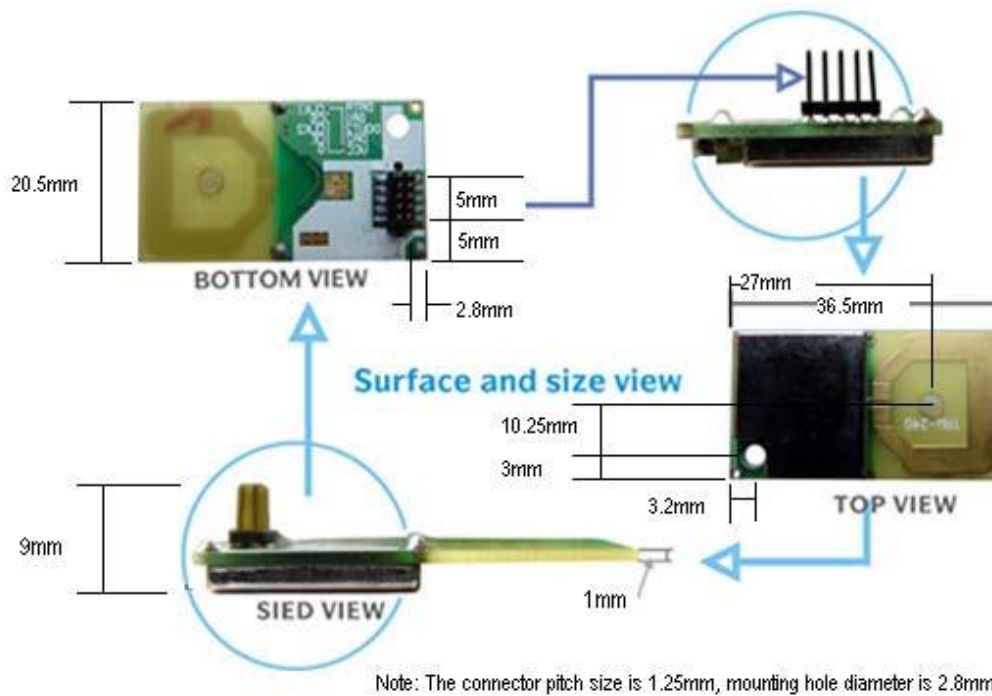 20.5mm
5mm
5mm
BOTTOM VIEW
2.8mm
27mm
36.5mm
Surface and size view
10.25mm
3mm
3.2mm
TRW-24G
TOP VIEW
9mm
1mm
SIED VIEW
Note: The connector pitch size is 1.25mm, mounting hole diameter is 2.8mm